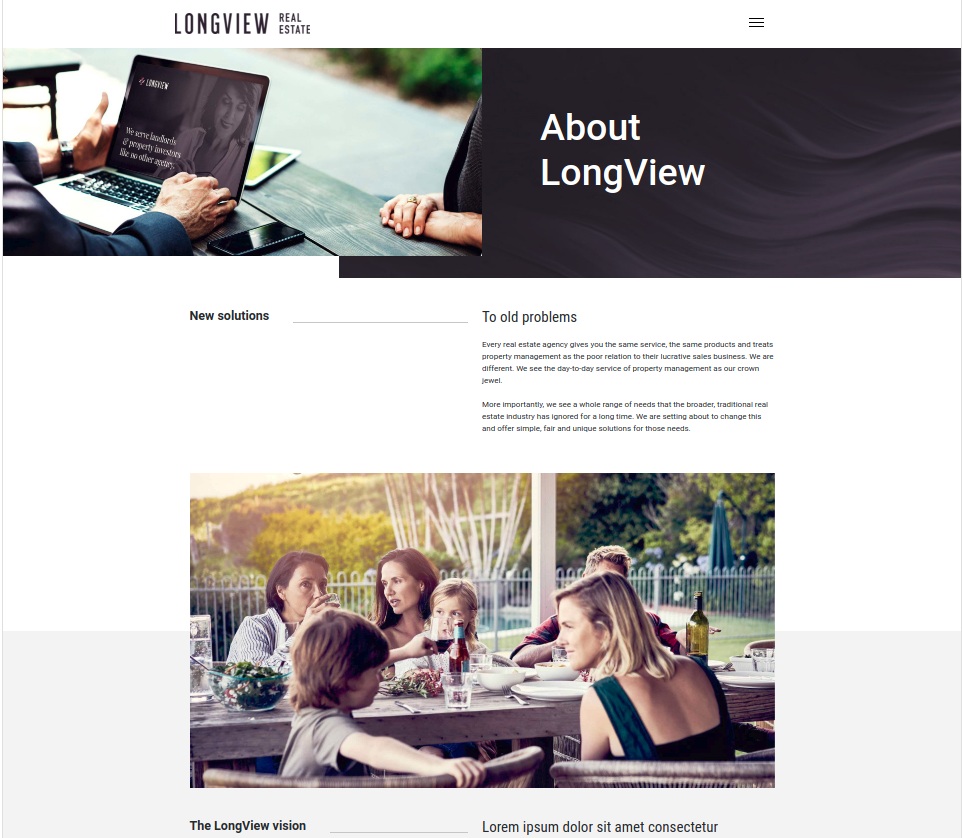 LONGVIEW REAL
ESTATE
LONGVIEW
We serve landlords
& property investors
like no other agency.
About
LongView
New solutions
To old problems
Every real estate agency gives you the same service, the same products and treats
property management as the poor relation to their lucrative sales business. We are
different. We see the day-to-day service of property management as our crown
jewel.
More importantly, we see a whole range of needs that the broader, traditional real
estate industry has ignored for a long time. We are setting about to change this
and offer simple, fair and unique solutions for those needs.
The LongView vision
Lorem ipsum dolor sit amet consectetur